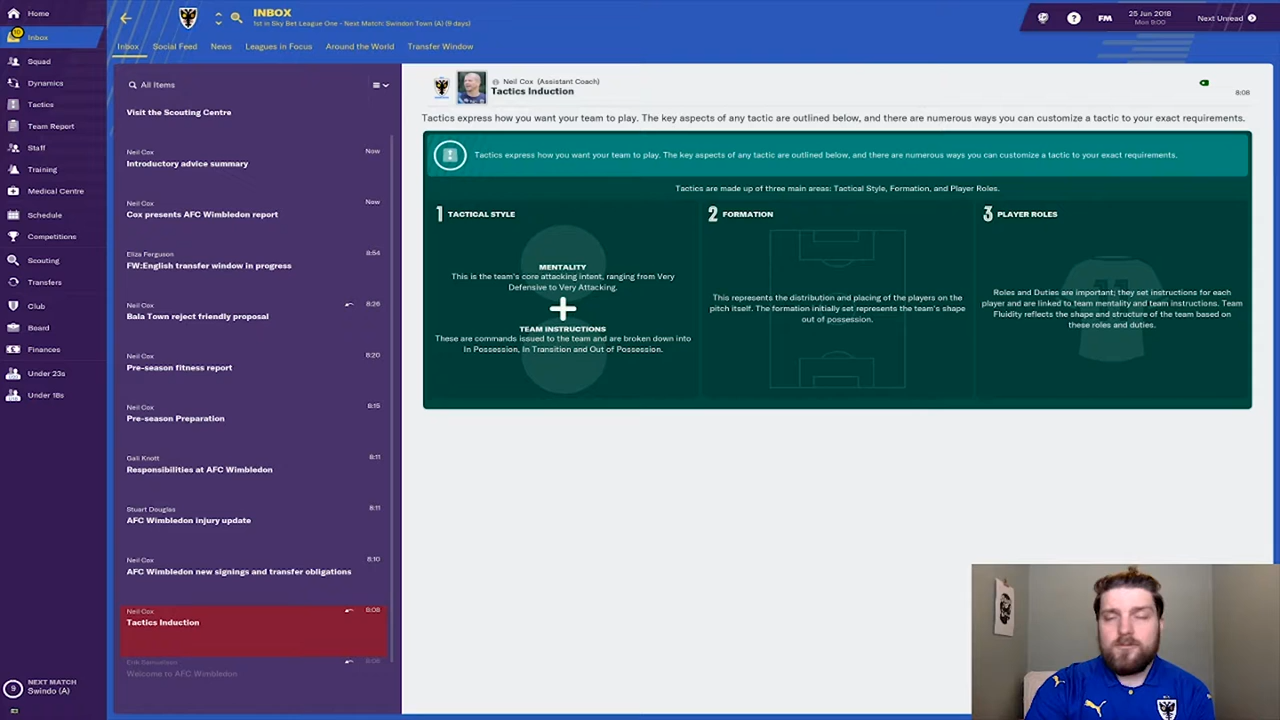 Home
Inbox
Squad
Dynamics
Tactics
Team Report
Staff
Training
Medical Centre
Schedule
Competitions
Scouting
Transfers
Club
Board
Finances
Under 23s
Under 18s
9
NEXT MATCH
Swindo (A)
INBOX
1st in Sky Bet League One - Next Match: Swindon Town (A) (9 days)
FM
25 Jun 2018
Mon 9:00
Next Unread
Inbox Social Feed News Leagues in Focus Around the World Transfer Window
All Items
Visit the Scouting Centre
Neil Cox Now
Introductory advice summary
Neil Cox Now
Cox presents AFC Wimbledon report
Eliza Ferguson 8:54
FW:English transfer window in progress
Neil Cox 8:26
Bala Town reject friendly proposal
Neil Cox 8:20
Pre-season fitness report
Neil Cox 8:15
Pre-season Preparation
Gali Knott 8:11
Responsibilities at AFC Wimbledon
Stuart Douglas 8:11
AFC Wimbledon injury update
Neil Cox 8:10
AFC Wimbledon new signings and transfer obligations
Neil Cox 8:08
Tactics Induction
Erik Samuelson 8:08
Welcome to AFC Wimbledon
Neil Cox (Assistant Coach)
Tactics Induction
8:08
Tactics express how you want your team to play. The key aspects of any tactic are outlined below, and there are numerous ways you can customize a tactic to your exact requirements.
Tactics express how you want your team to play. The key aspects of any tactic are outlined below, and there are numerous ways you can customize a tactic to your exact requirements.
Tactics are made up of three main areas: Tactical Style, Formation, and Player Roles.
1 TACTICAL STYLE
MENTALITY
This is the team's core attacking intent, ranging from Very
Defensive to Very Attacking.
TEAM INSTRUCTIONS
These are commands issued to the team and are broken down into
In Possession, In Transition and Out of Possession.
2 FORMATION
This represents the distribution and placing of the players on the
pitch itself. The formation initially set represents the team's shape
out of possession.
3 PLAYER ROLES
Roles and Duties are important; they set instructions for each
player and are linked to team mentality and team instructions. Team
Fluidity reflects the shape and structure of the team based on
these roles and duties.